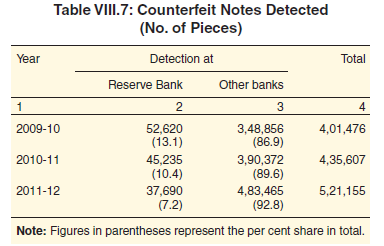 Table VIII.7: Counterfeit Notes Detected
(No. of Pieces)
Year Detection at Total
Reserve Bank Other banks
1 2 3 4
2009-10 52,620 3,48,856 4,01,476
(13.1) (86.9)
2010-11 45,235 3,90,372 4,35,607
(10.4) (89.6)
2011-12 37,690 4,83,465 5,21,155
(7.2) (92.8)
Note: Figures in parentheses represent the per cent share in total.